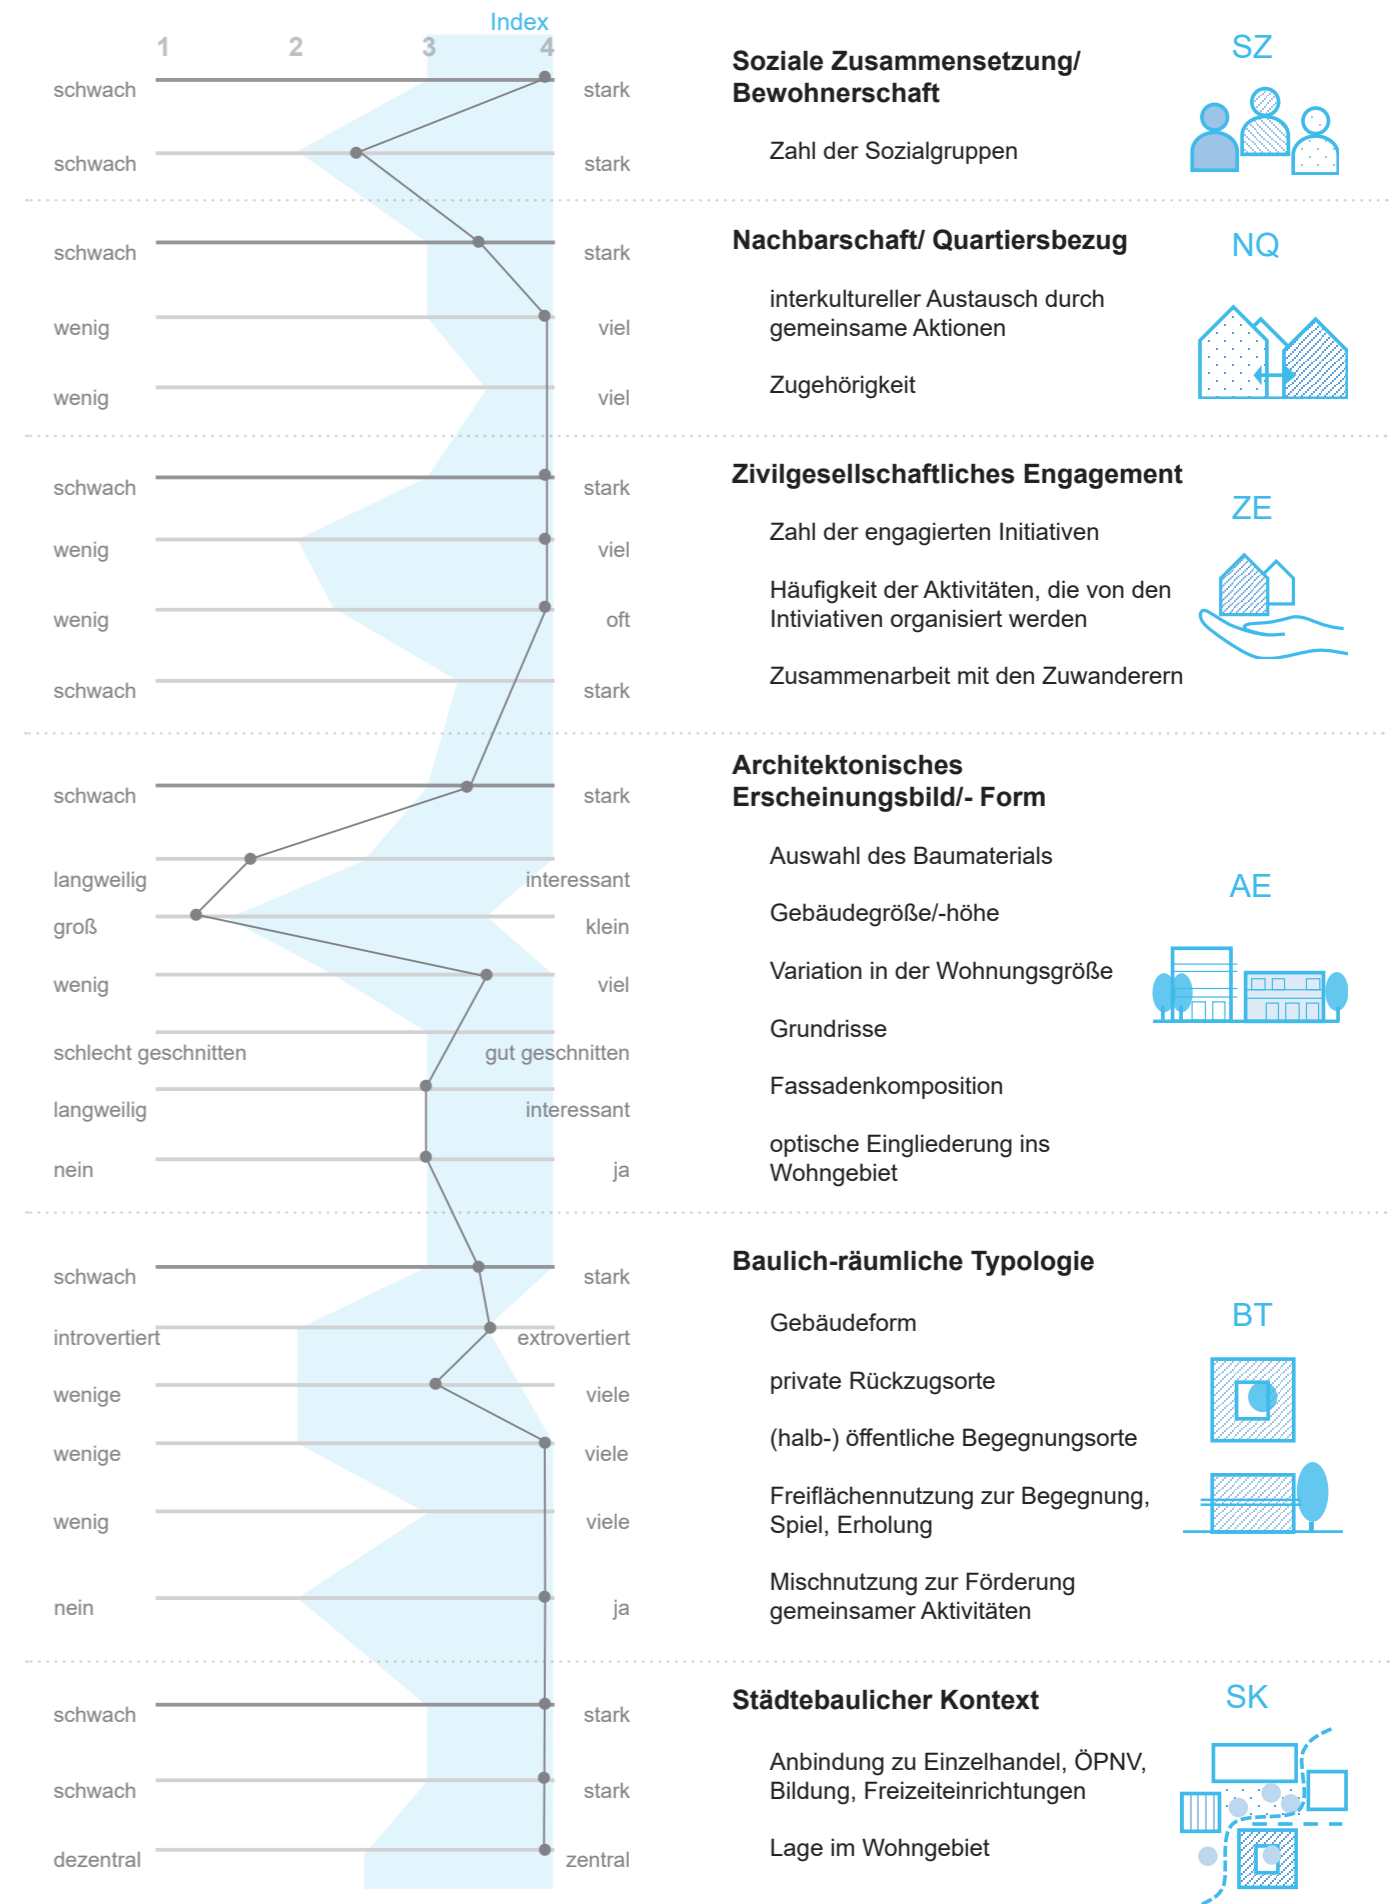 Index
1 2 3 4
schwach stark
Soziale Zusammensetzung/
Bewohnerschaft
SZ
schwach stark
Zahl der Sozialgruppen
schwach stark
Nachbarschaft/ Quartiersbezug
NQ
wenig viel
interkultureller Austausch durch
gemeinsame Aktionen
wenig viel
Zugehörigkeit
schwach stark
Zivilgesellschaftliches Engagement
ZE
wenig viel
Zahl der engagierten Initiativen
wenig oft
Häufigkeit der Aktivitäten, die von den
Intiviativen organisiert werden
schwach stark
Zusammenarbeit mit den Zuwanderern
schwach stark
Architektonisches
Erscheinungsbild/- Form
AE
langweilig interessant
Auswahl des Baumaterials
groß klein
Gebäudegröße/-höhe
wenig viel
Variation in der Wohnungsgröße
schlecht geschnitten gut geschnitten
Grundrisse
langweilig interessant
Fassadenkomposition
nein ja
optische Eingliederung ins
Wohngebiet
schwach stark
Baulich-räumliche Typologie
BT
introvertiert extrovertiert
Gebäudeform
wenige viele
private Rückzugsorte
wenige viele
(halb-) öffentliche Begegnungsorte
wenig viele
Freiflächennutzung zur Begegnung,
Spiel, Erholung
nein ja
Mischnutzung zur Förderung
gemeinsamer Aktivitäten
schwach stark
Städtebaulicher Kontext
SK
schwach stark
Anbindung zu Einzelhandel, ÖPNV,
Bildung, Freizeiteinrichtungen
dezentral zentral
Lage im Wohngebiet